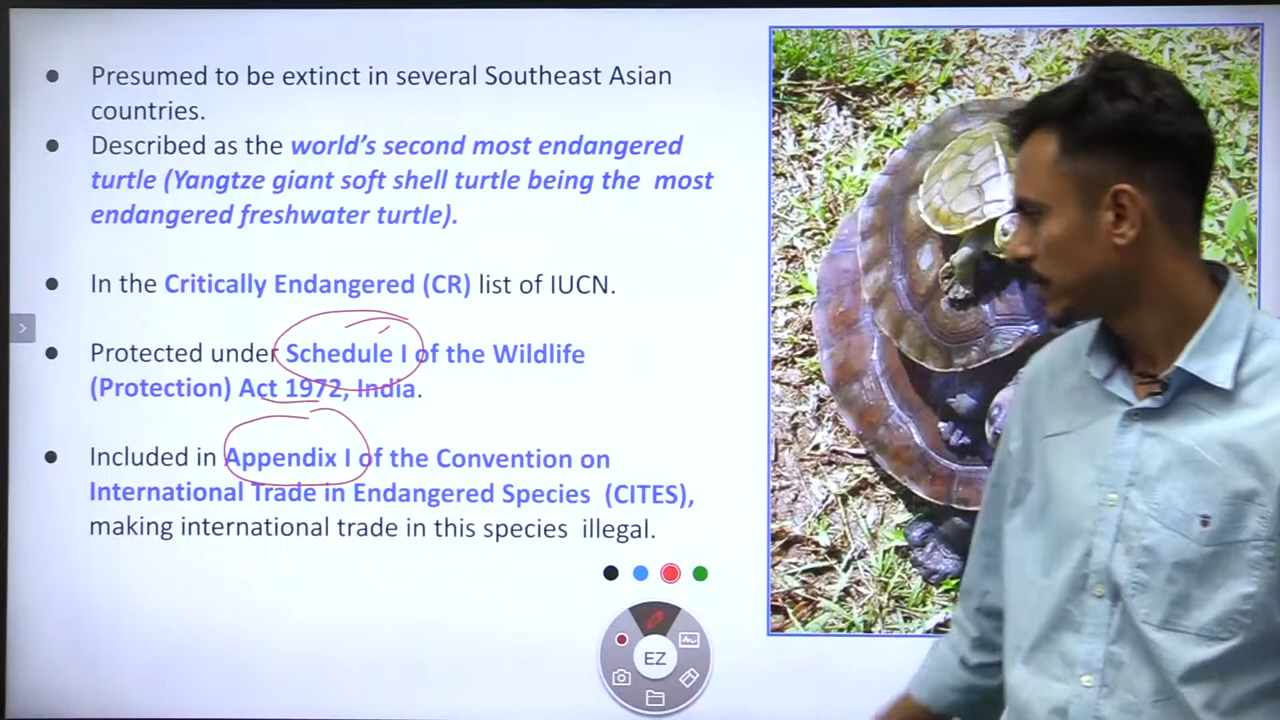 ● Presumed to be extinct in several Southeast Asian
countries.
● Described as the world's second most endangered
turtle (Yangtze giant soft shell turtle being the most
endangered freshwater turtle).
● In the Critically Endangered (CR) list of IUCN.
● Protected under Schedule I of the Wildlife
(Protection) Act 1972, India.
● Included in Appendix I of the Convention on
International Trade in Endangered Species (CITES),
making international trade in this species illegal.
EZ